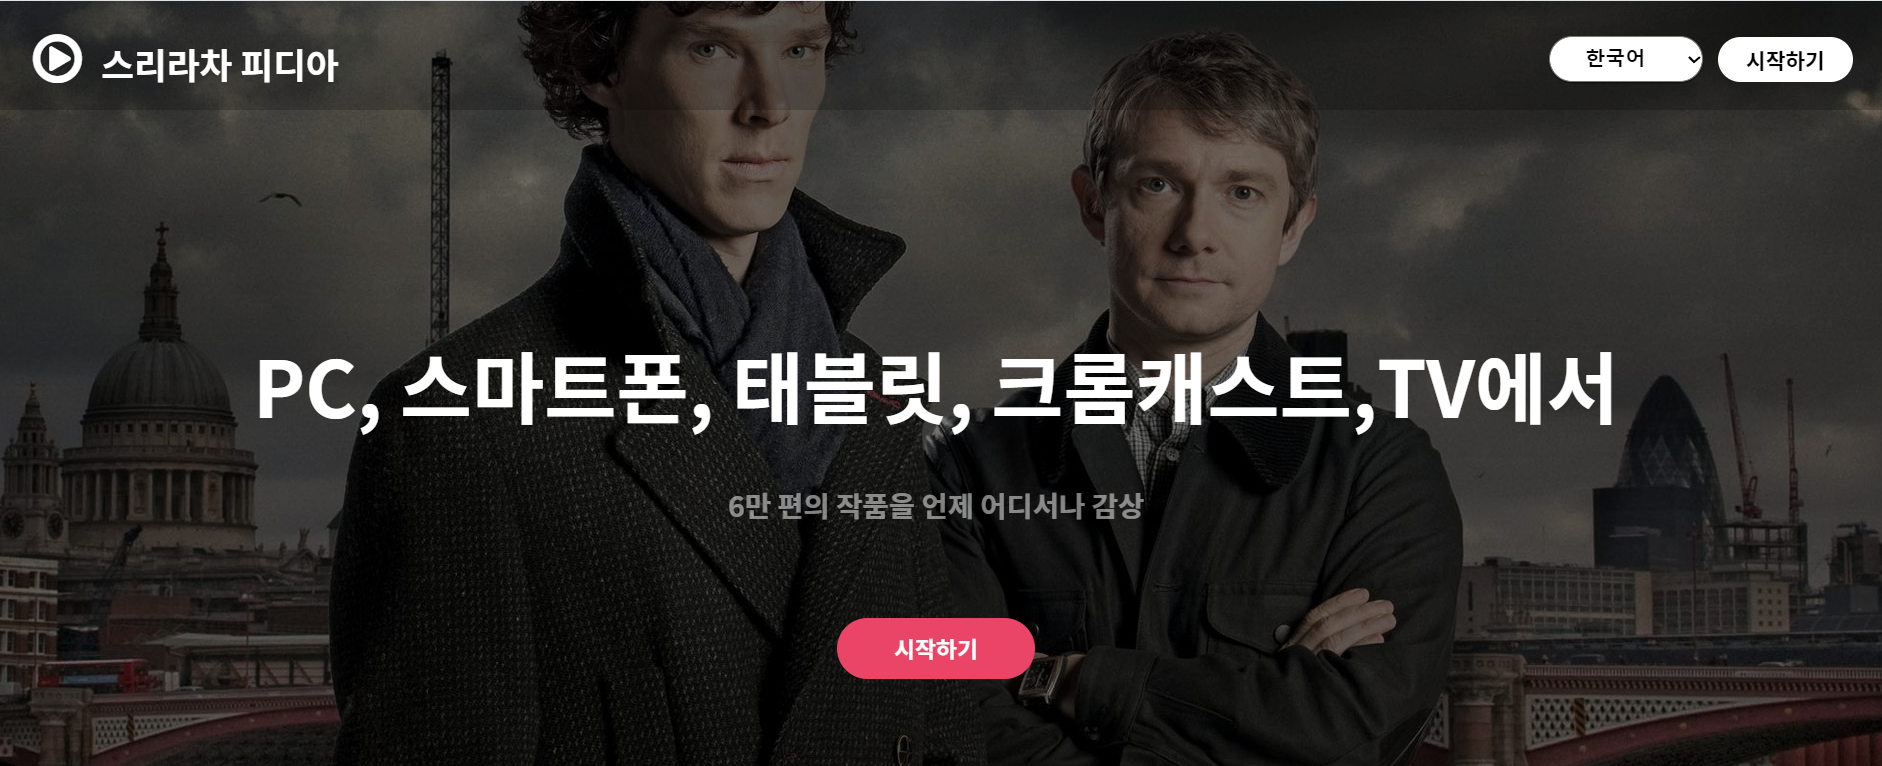 스리라차 피디아
한국어
시작하기
PC, 스마트폰, 태블릿, 크롬캐스트,TV에서
6만 편의 작품을 언제 어디서나 감상
시작하기